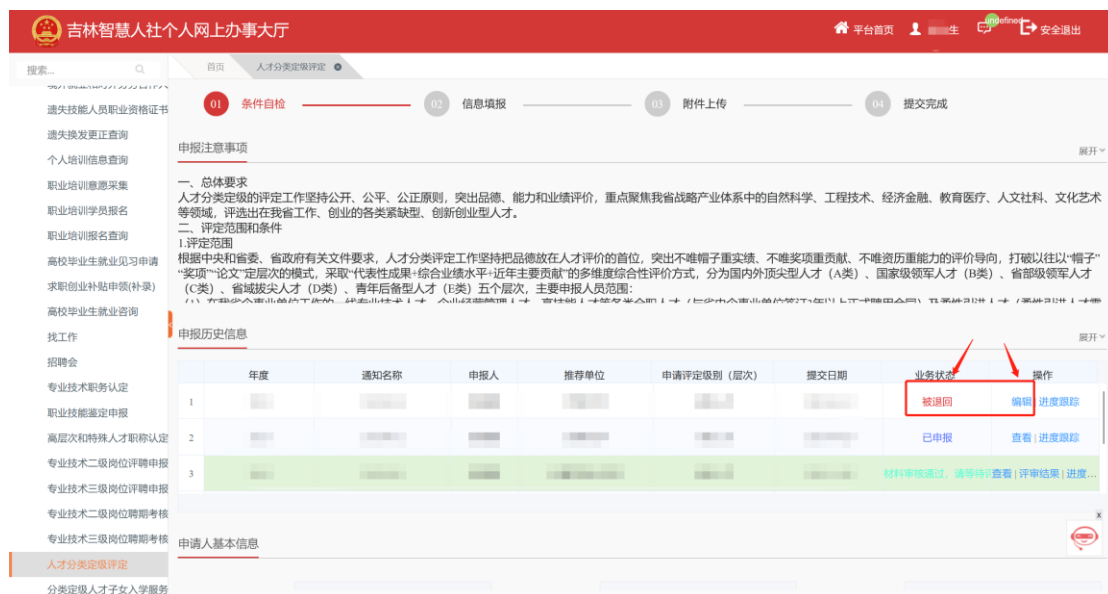 吉林智慧人社个人网上办事大厅
平台首页 生 undefined 安全退出
搜索...
首页 人才分类定级评定
遗失技能人员职业资格证书
遗失换发更正查询
个人培训信息查询
职业培训意愿采集
职业培训学员报名
职业培训报名查询
高校毕业生就业见习申请
求职创业补贴申领(补录)
高校毕业生就业咨询
找工作
招聘会
专业技术职务认定
职业技能鉴定申报
高层次和特殊人才职称认定
专业技术二级岗位评聘申报
专业技术三级岗位评聘申报
专业技术二级岗位聘期考核
专业技术三级岗位聘期考核
人才分类定级评定
分类定级人才子女入学服务
01 条件自检 02 信息填报 03 附件上传 04 提交完成
申报注意事项 展开
一、总体要求
人才分类定级的评定工作坚持公开、公平、公正原则，突出品德、能力和业绩评价，重点聚焦我省战略产业体系中的自然科学、工程技术、经济金融、教育医疗、人文社科、文化艺术
等领域，评选出在我省工作、创业的各类紧缺型、创新创业型人才。
二、评定范围和条件
1.评定范围
根据中央和省委、省政府有关文件要求，人才分类评定工作坚持把品德放在人才评价的首位，突出不唯帽子重实绩、不唯奖项重贡献、不唯资历重能力的评价导向，打破以往以“帽子”
“奖项”“论文”定层次的模式，采取“代表性成果+综合业绩水平+近年主要贡献”的多维度综合性评价方式，分为国内外顶尖型人才（A类）、国家级领军人才（B类）、省部级领军人才
（C类）、省域拔尖人才（D类）、青年后备型人才（E类）五个层次，主要申报人员范围：
申报历史信息 展开
年度 通知名称 申报人 推荐单位 申请评定级别（层次） 提交日期 业务状态 操作
1 被退回 编辑 进度跟踪
2 已申报 查看 | 进度跟踪
3 材料审核通过，请等待 查看 | 评审结果 | 进度...
x
申请人基本信息